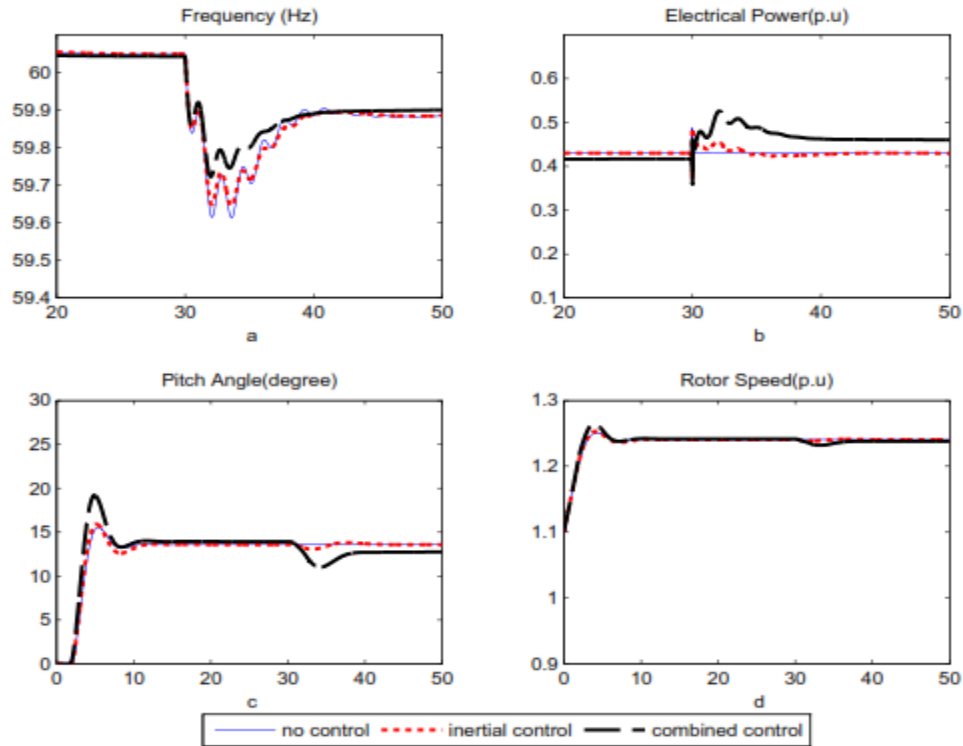 Frequency (Hz)
60
59.9
59.8
59.7
59.6
59.5
59.4
20 30 40 50
a
Electrical Power(p.u)
0.6
0.5
0.4
0.3
0.2
0.1
20 30 40 50
b
Pitch Angle(degree)
30
25
20
15
10
5
0
0 10 20 30 40 50
c
Rotor Speed(p.u)
1.3
1.2
1.1
1
0.9
0 10 20 30 40 50
d
no control inertial control combined control